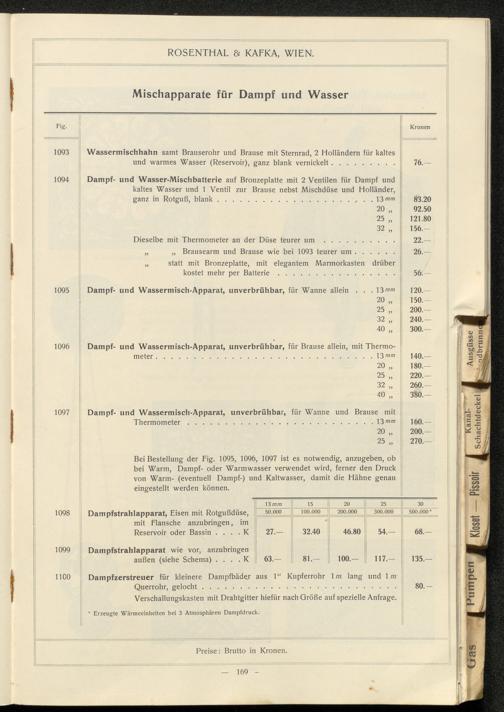 ROSENTHAL & KAFKA, WIEN.
Mischapparate für Dampf und Wasser
Fig. Kronen
1093 Wassermischhahn samt Brauserohr und Brause mit Sternrad, 2 Holländern für kaltes
und warmes Wasser (Reservoir), ganz blank vernickelt . . . . . . . . . 76.—
1094 Dampf- und Wasser-Mischbatterie auf Bronzeplatte mit 2 Ventilen für Dampf und
kaltes Wasser und 1 Ventil zur Brause nebst Mischdüse und Holländer,
ganz in Rotguß, blank . . . . . . . . . . . . . . . . . . . . . 13 mm 83.20
20 „ 92.50
25 „ 121.80
32 „ 156.—
Dieselbe mit Thermometer an der Düse teurer um . . . . . . . . . . 22.—
„ „ Brausearm und Brause wie bei 1093 teurer um . . . . . . 26.—
„ statt mit Bronzeplatte, mit elegantem Marmorkasten drüber
kostet mehr per Batterie . . . . . . . . . . . . . . . . 56.—
1095 Dampf- und Wassermisch-Apparat, unverbrühbar, für Wanne allein . . . 13 mm 120.—
20 „ 150.—
25 „ 200.—
32 „ 240.—
40 „ 300.—
1096 Dampf- und Wassermisch-Apparat, unverbrühbar, für Brause allein, mit Thermo-
meter . . . . . . . . . . . . . . . . . . . . . . . . . . . . . 13 mm 140.—
20 „ 180.—
25 „ 220.—
32 „ 260.—
40 „ 380.—
1097 Dampf- und Wassermisch-Apparat, unverbrühbar, für Wanne und Brause mit
Thermometer . . . . . . . . . . . . . . . . . . . . . . . . . 13 mm 160.—
20 „ 200.—
25 „ 270.—
Bei Bestellung der Fig. 1095, 1096, 1097 ist es notwendig, anzugeben, ob
bei Warm, Dampf- oder Warmwasser verwendet wird, ferner den Druck
von Warm- (eventuell Dampf-) und Kaltwasser, damit die Hähne genau
eingestellt werden können.
13 mm 15 20 25 30
50.000 100.000 200.000 300.000 500.000*
1098 Dampfstrahlapparat, Eisen mit Rotgußdüse,
mit Flansche anzubringen, im
Reservoir oder Bassin . . . . K 27.— 32.40 46.80 54.— 68.—
1099 Dampfstrahlapparat wie vor, anzubringen
außen (siehe Schema) . . . . K 63.— 81.— 100.— 117.— 135.—
1100 Dampfzerstreuer für kleinere Dampfbäder aus 1" Kupferrohr 1 m lang und 1 m
Querrohr, gelocht . . . . . . . . . . . . . . . . . . . . . . . . 80.—
Verschallungskasten mit Drahtgitter hiefür nach Größe auf spezielle Anfrage.
* Erzeugte Wärmeeinheiten bei 3 Atmosphären Dampfdruck.
Preise: Brutto in Kronen.
— 169 —
Ausgüsse
Kanal-
Schachtdeckel
Kloset — Pissoir
Pumpen
Gas